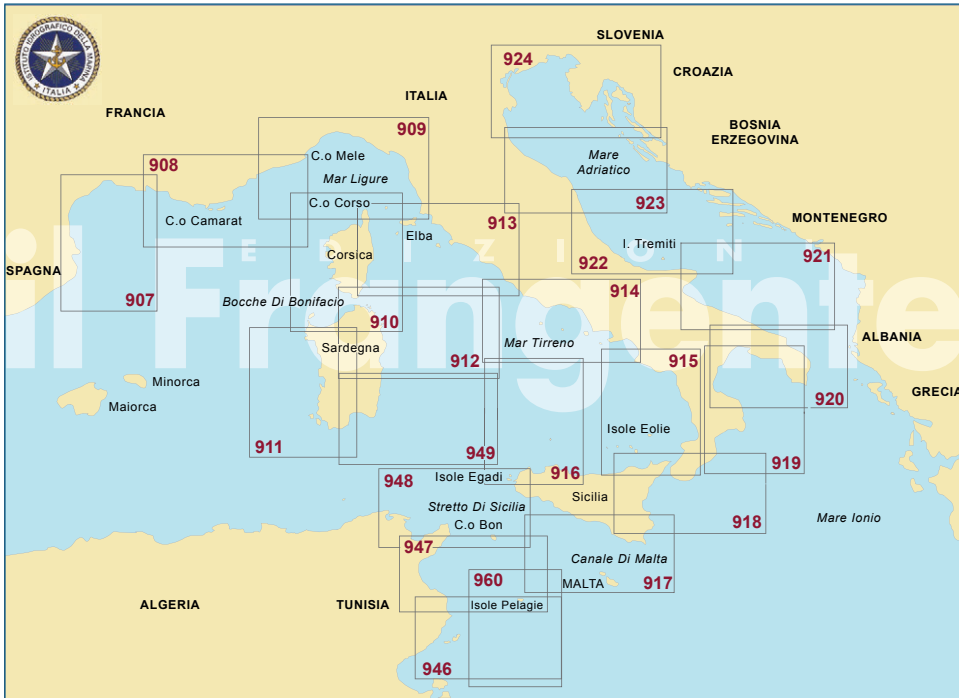 ISTITUTO IDROGRAFICO DELLA MARINA
ITALIA
SLOVENIA
924
CROAZIA
FRANCIA
ITALIA
909
BOSNIA
ERZEGOVINA
908
C.o Mele
Mare
Adriatico
Mar Ligure
C.o Corso
923
C.o Camarat
913
MONTENEGRO
Elba
I. Tremiti
EDIZIONI
921
Corsica
922
SPAGNA
il Frangente
914
907
Bocche Di Bonifacio
910
ALBANIA
Sardegna
Mar Tirreno
912
915
Minorca
GRECIA
920
Maiorca
Isole Eolie
911
949
919
948
Isole Egadi
916
Sicilia
Stretto Di Sicilia
918
Mare Ionio
C.o Bon
947
Canale Di Malta
960
MALTA
917
ALGERIA
TUNISIA
Isole Pelagie
946